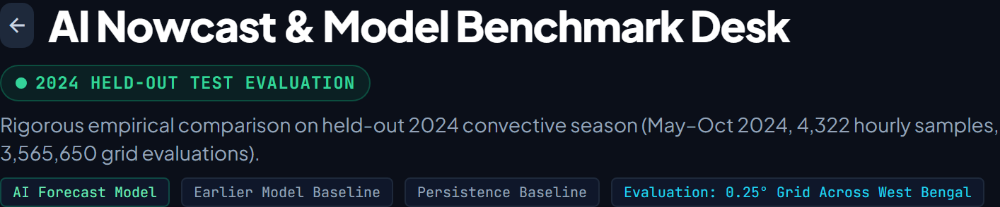 AI Nowcast & Model Benchmark Desk
2024 HELD-OUT TEST EVALUATION
Rigorous empirical comparison on held-out 2024 convective season (May–Oct 2024, 4,322 hourly samples,
3,565,650 grid evaluations).
AI Forecast Model Earlier Model Baseline Persistence Baseline Evaluation: 0.25° Grid Across West Bengal